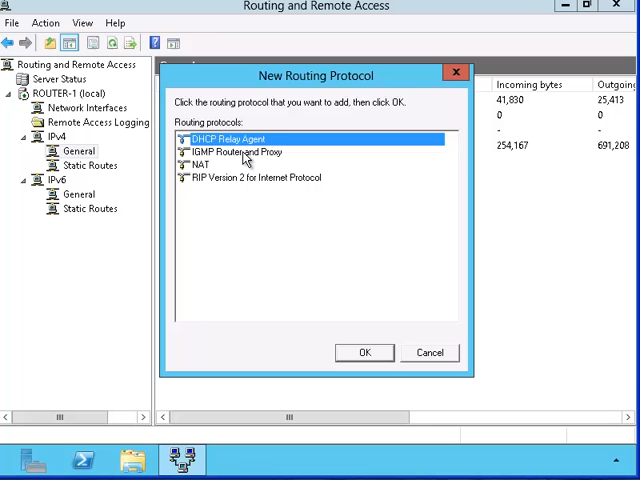 Routing and Remote Access
File Action View Help
Routing and Remote Access
Server Status
ROUTER-1 (local)
Network Interfaces
Remote Access Logging
IPv4
General
Static Routes
IPv6
General
Static Routes
New Routing Protocol
Click the routing protocol that you want to add, then click OK.
Routing protocols:
DHCP Relay Agent
IGMP Router and Proxy
NAT
RIP Version 2 for Internet Protocol
OK Cancel
Incoming bytes Outgoing
41,830 25,413
0 0
0 0
254,167 691,208